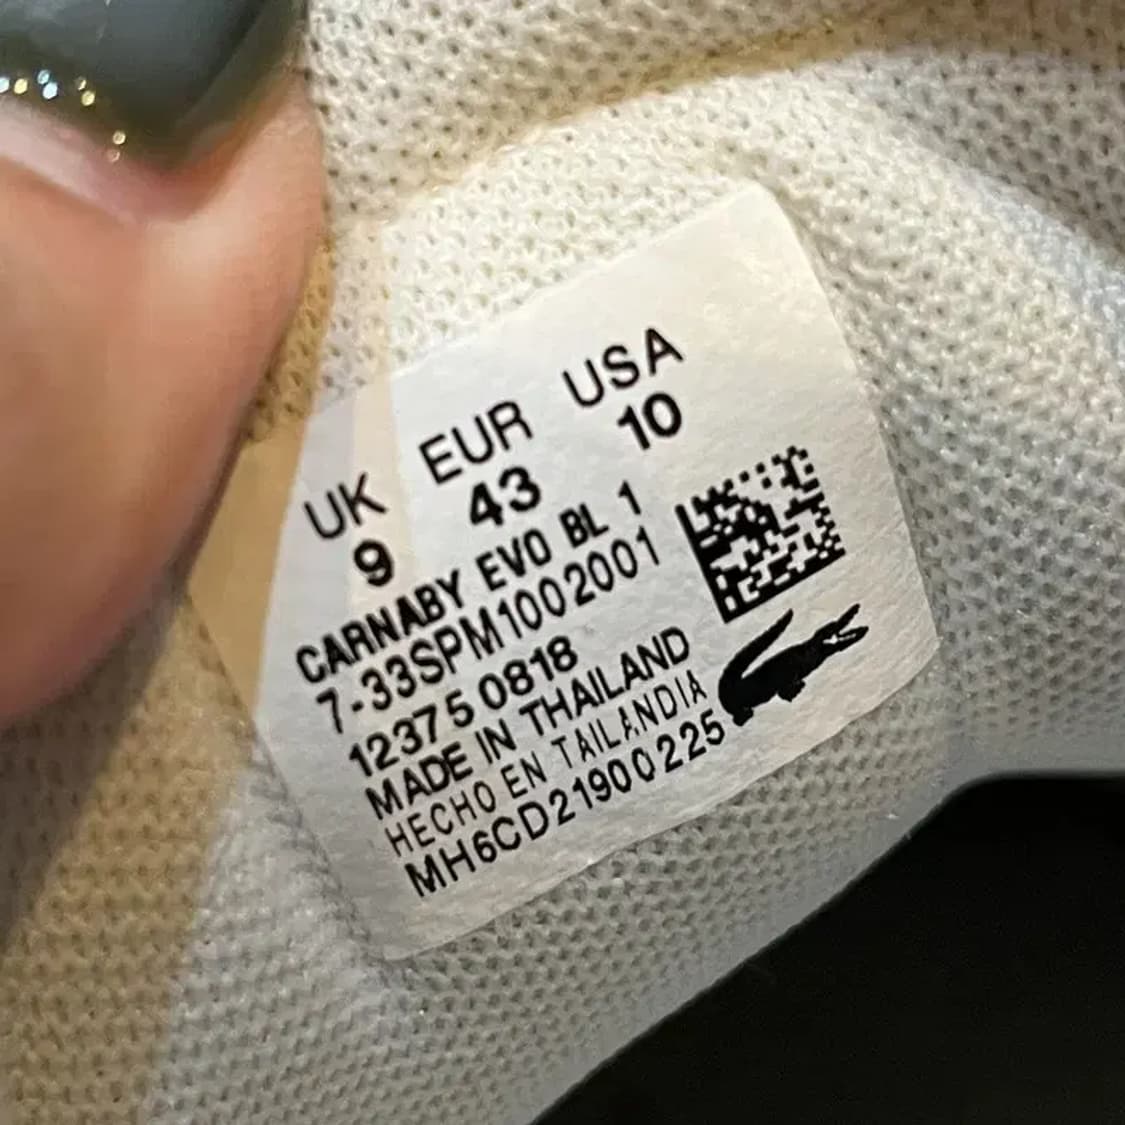 UK EUR USA
9 43 10
CARNABY EVO BL 1
7-33SPM1002001
12375 0818
MADE IN THAILAND
HECHO EN TAILANDIA
MH6CD21900225